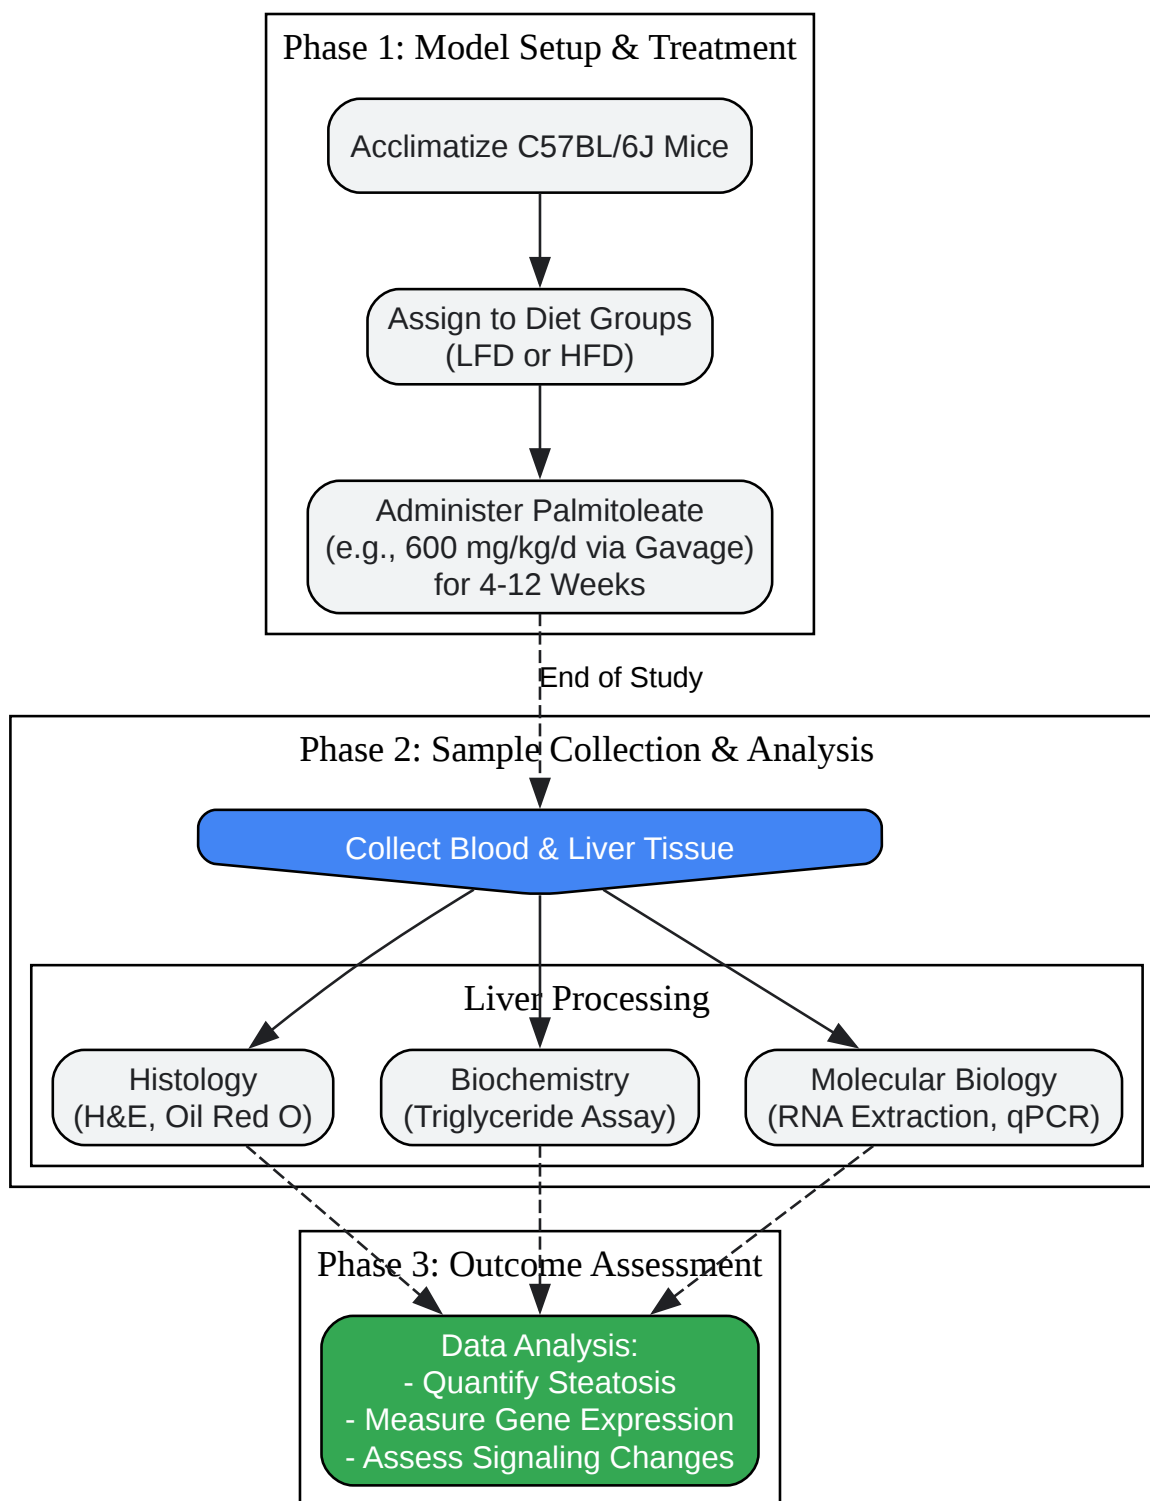 Phase 1: Model Setup & Treatment
Acclimatize C57BL/6J Mice
Assign to Diet Groups
(LFD or HFD)
Administer Palmitoleate
(e.g., 600 mg/kg/d via Gavage)
for 4-12 Weeks
End of Study
Phase 2: Sample Collection & Analysis
Collect Blood & Liver Tissue
Liver Processing
Histology
(H&E, Oil Red O)
Biochemistry
(Triglyceride Assay)
Molecular Biology
(RNA Extraction, qPCR)
Phase 3: Outcome Assessment
Data Analysis:
- Quantify Steatosis
- Measure Gene Expression
- Assess Signaling Changes